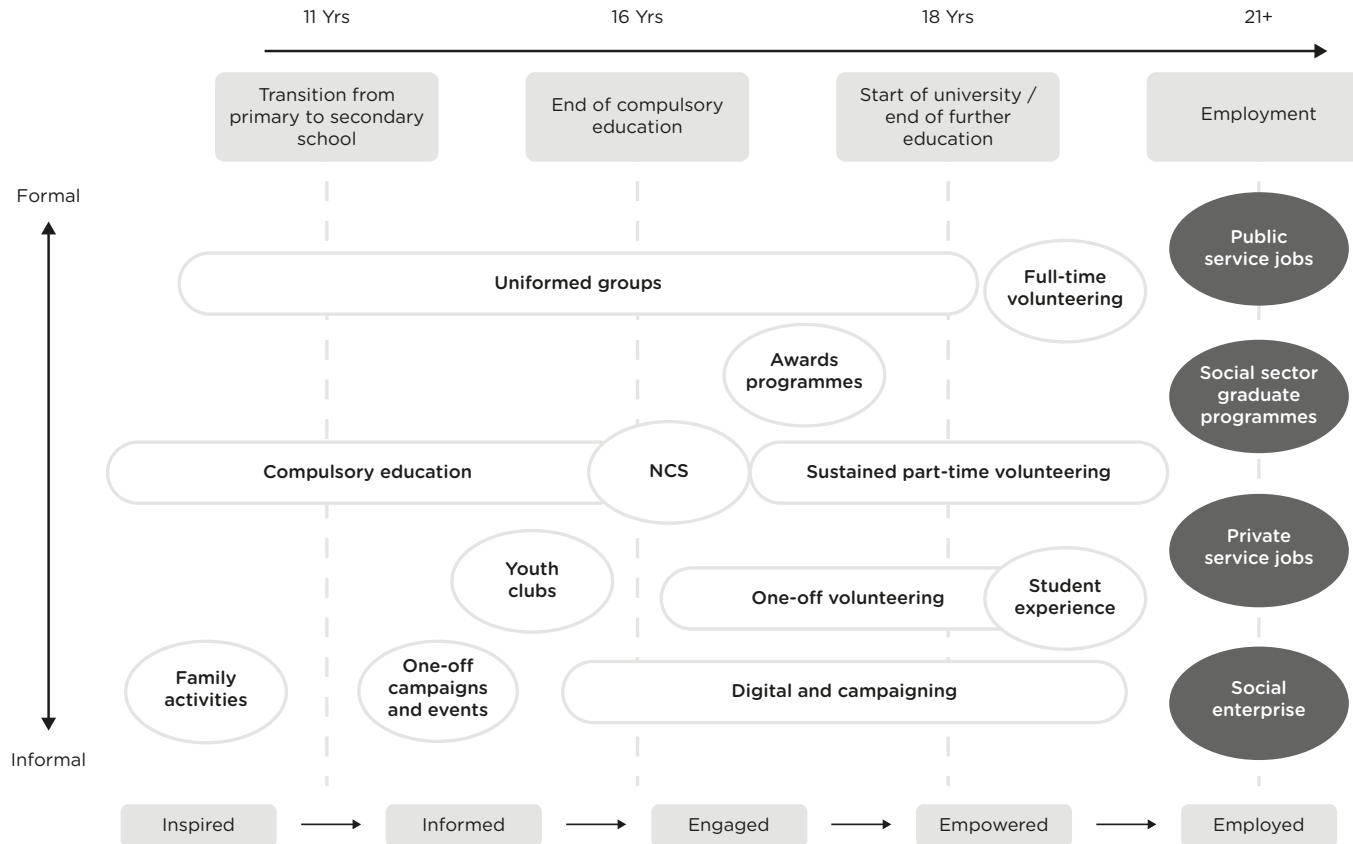 11 Yrs
16 Yrs
18 Yrs
21+
Transition from
primary to secondary
school
End of compulsory
education
Start of university /
end of further
education
Employment
Formal
Public
service jobs
Uniformed groups
Full-time
volunteering
Awards
programmes
Social sector
graduate
programmes
Compulsory education
NCS
Sustained part-time volunteering
Youth
clubs
One-off volunteering
Student
experience
Private
service jobs
Family
activities
One-off
campaigns
and events
Digital and campaigning
Social
enterprise
Informal
Inspired
Informed
Engaged
Empowered
Employed